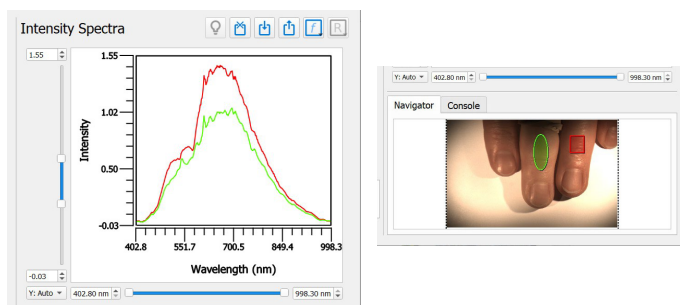 Intensity Spectra
f
R
1.55
-0.03
1.55
1.02
0.50
-0.03
Intensity
402.8
551.7
700.5
849.4
998.3
Wavelength (nm)
Y: Auto
402.80 nm
998.30 nm
Y: Auto
402.80 nm
998.30 nm
Navigator
Console